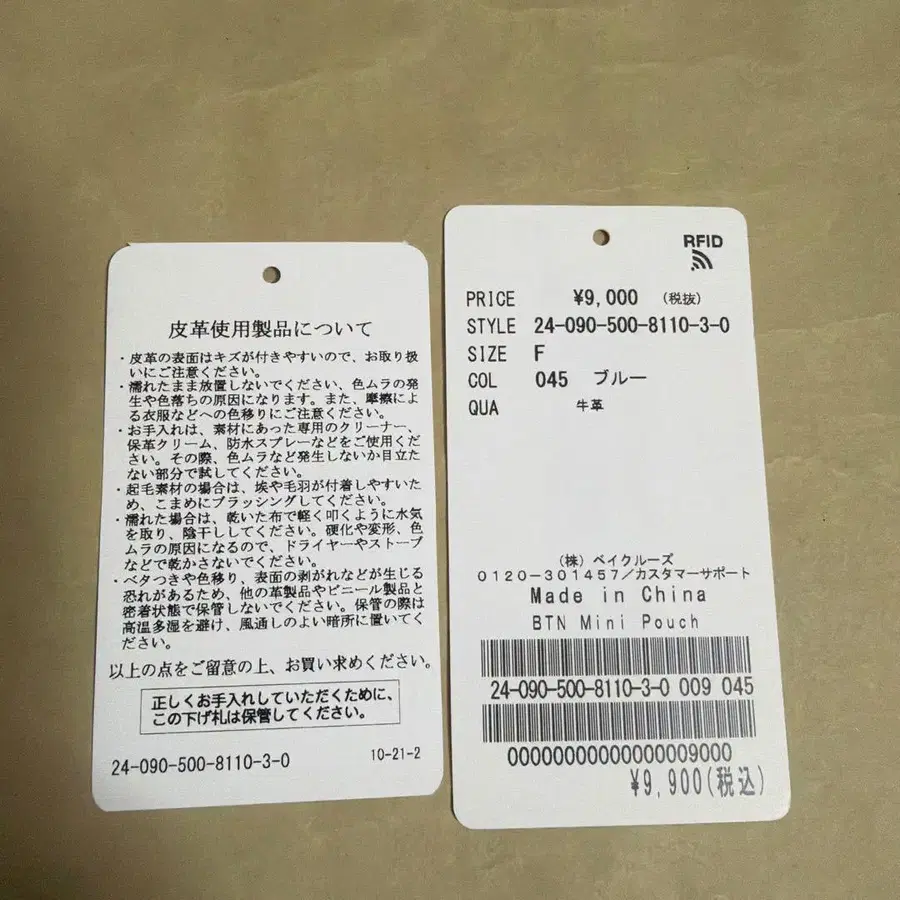 皮革使用製品について
・皮革の表面はキズが付きやすいので、お取り扱
いにご注意ください。
・濡れたまま放置しないでください、色ムラの発
生や色落ちの原因になります。また、摩擦によ
る衣服などへの色移りにご注意ください。
・お手入れは、素材にあった専用のクリーナー、
保革クリーム、防水スプレーなどをご使用くだ
さい。その際、色ムラなど発生しないか目立た
ない部分で試してください。
・起毛素材の場合は、埃や毛羽が付着しやすいた
め、こまめにブラッシングしてください。
・濡れた場合は、乾いた布で軽く叩くように水気
を取り、陰干ししてください。硬化や変形、色
ムラの原因になるので、ドライヤーやストーブ
などで乾かさないでください。
・ベタつきや色移り、表面の剥がれなどが生じる
恐れがあるため、他の革製品やビニール製品と
密着状態で保管しないでください。保管の際は
高温多湿を避け、風通しのよい暗所に置いてく
ださい。
以上の点をご留意の上、お買い求めください。
正しくお手入れしていただくために、
この下げ札は保管してください。
24-090-500-8110-3-0 10-21-2
RFID
PRICE ¥9,000 (税抜)
STYLE 24-090-500-8110-3-0
SIZE F
COL 045 ブルー
QUA 牛革
(株) ベイクルーズ
0120-301457/カスタマーサポート
Made in China
BTN Mini Pouch
24-090-500-8110-3-0 009 045
00000000000000009000
¥9,900(税込)